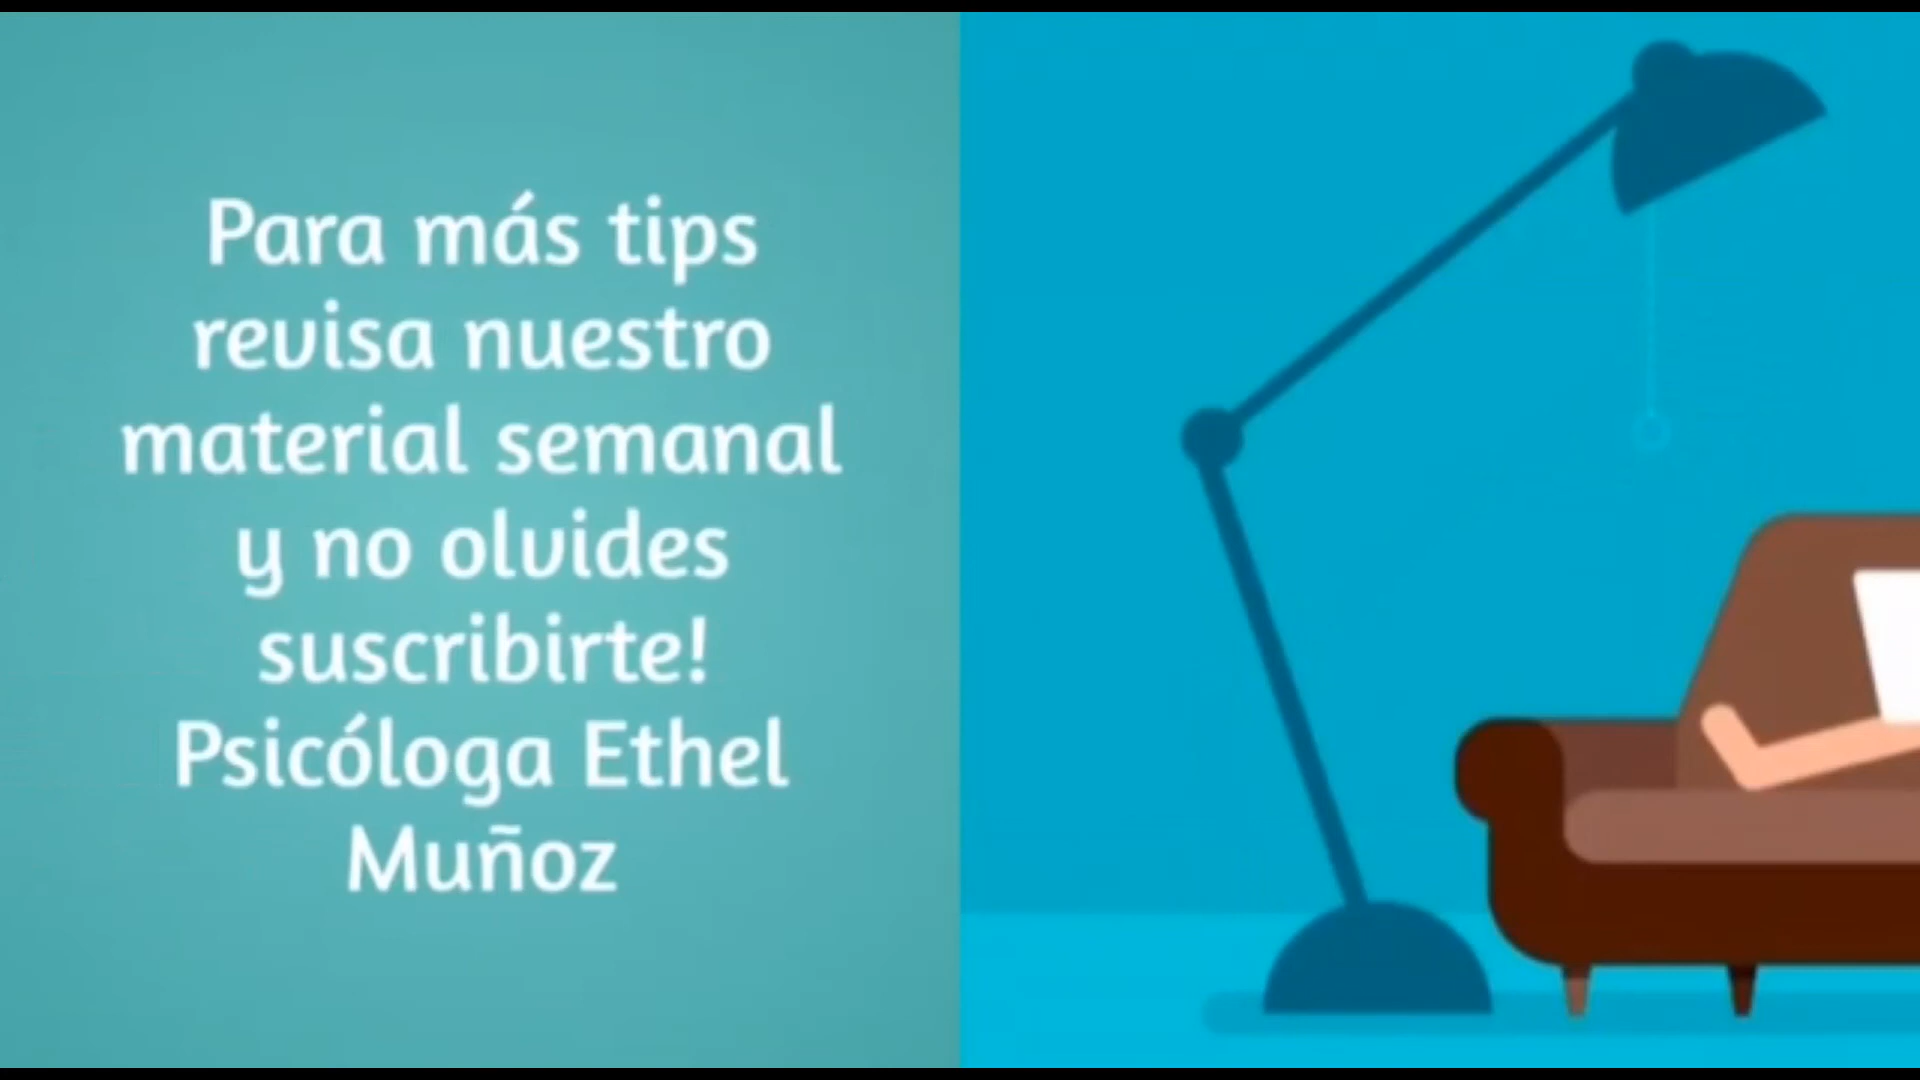 Para más tips
revisa nuestro
material semanal
y no olvides
suscribirte!
Psicóloga Ethel
Muñoz